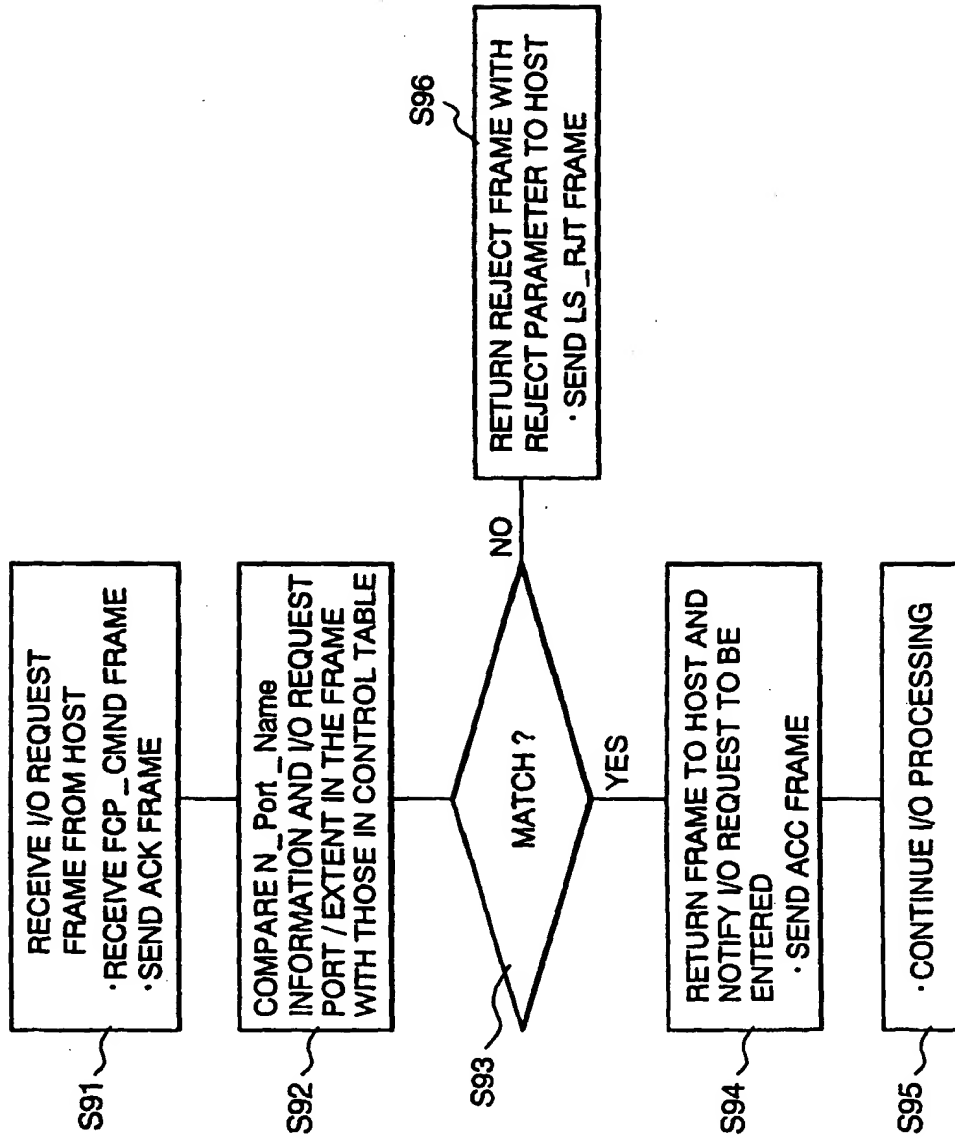 S91
RECEIVE I/O REQUEST
FRAME FROM HOST
·RECEIVE FCP_CMND FRAME
·SEND ACK FRAME
S92
COMPARE N_Port_Name
INFORMATION AND I/O REQUEST
PORT / EXTENT IN THE FRAME
WITH THOSE IN CONTROL TABLE
S93
MATCH ?
NO
YES
S96
RETURN REJECT FRAME WITH
REJECT PARAMETER TO HOST
·SEND LS_RJT FRAME
S94
RETURN FRAME TO HOST AND
NOTIFY I/O REQUEST TO BE
ENTERED
·SEND ACC FRAME
S95
·CONTINUE I/O PROCESSING